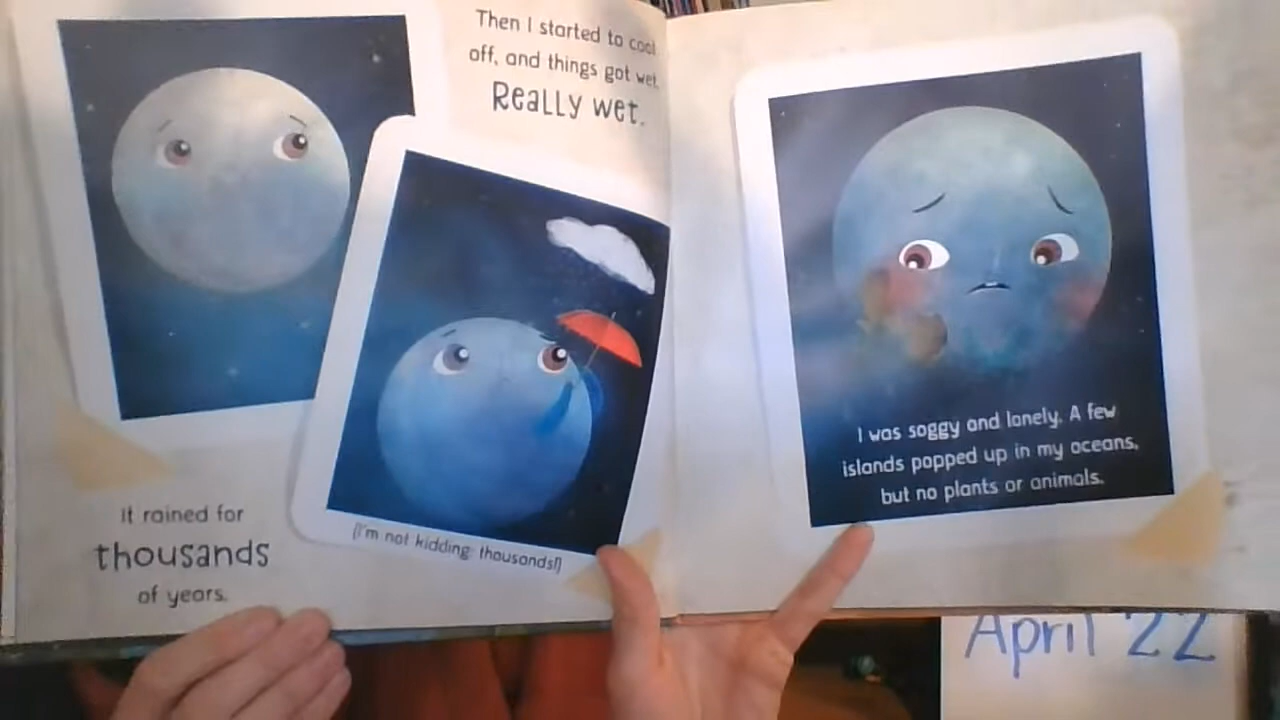 Then I started to cool
off, and things got wet.
Really wet.
It rained for
thousands
of years.
(I'm not kidding: thousands!)
I was soggy and lonely. A few
islands popped up in my oceans,
but no plants or animals.
April 22